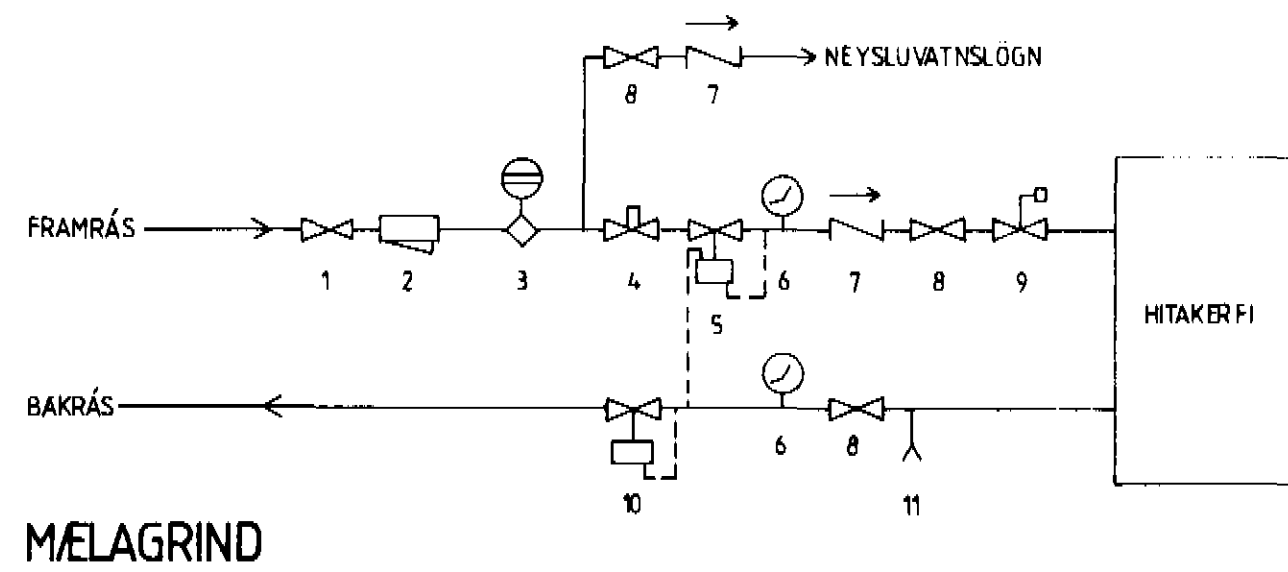 NEYSLUVATNSLÖGN
8 7
FRAMRÁS
1 2 3 4 5 6 7 8 9
HITAKERFI
BAKRÁS
10 6 8 11
MÆLAGRIND